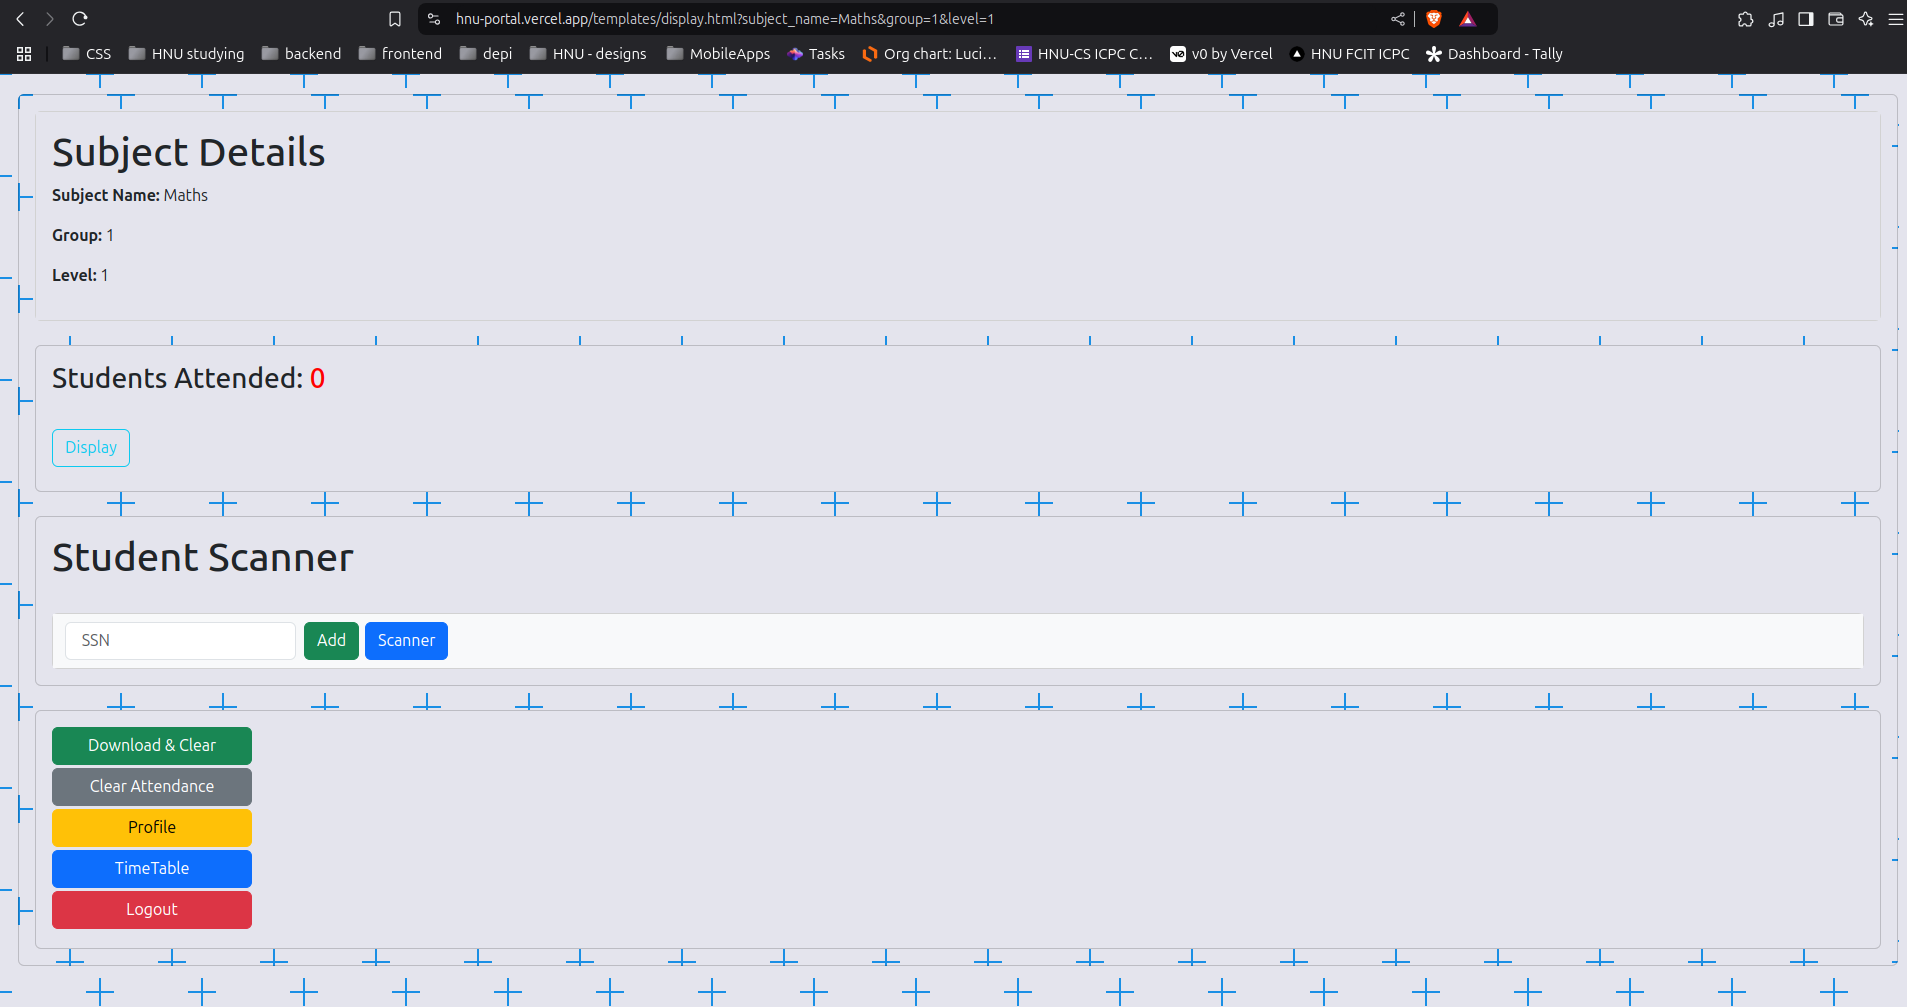 hnu-portal.vercel.app/templates/display.html?subject_name=Maths&group=1&level=1
CSS HNU studying backend frontend depi HNU - designs MobileApps Tasks Org chart: Luci... HNU-CS ICPC C... v0 v0 by Vercel HNU FCIT ICPC Dashboard - Tally
Subject Details
Subject Name: Maths
Group: 1
Level: 1
Students Attended: 0
Display
Student Scanner
SSN Add Scanner
Download & Clear
Clear Attendance
Profile
TimeTable
Logout